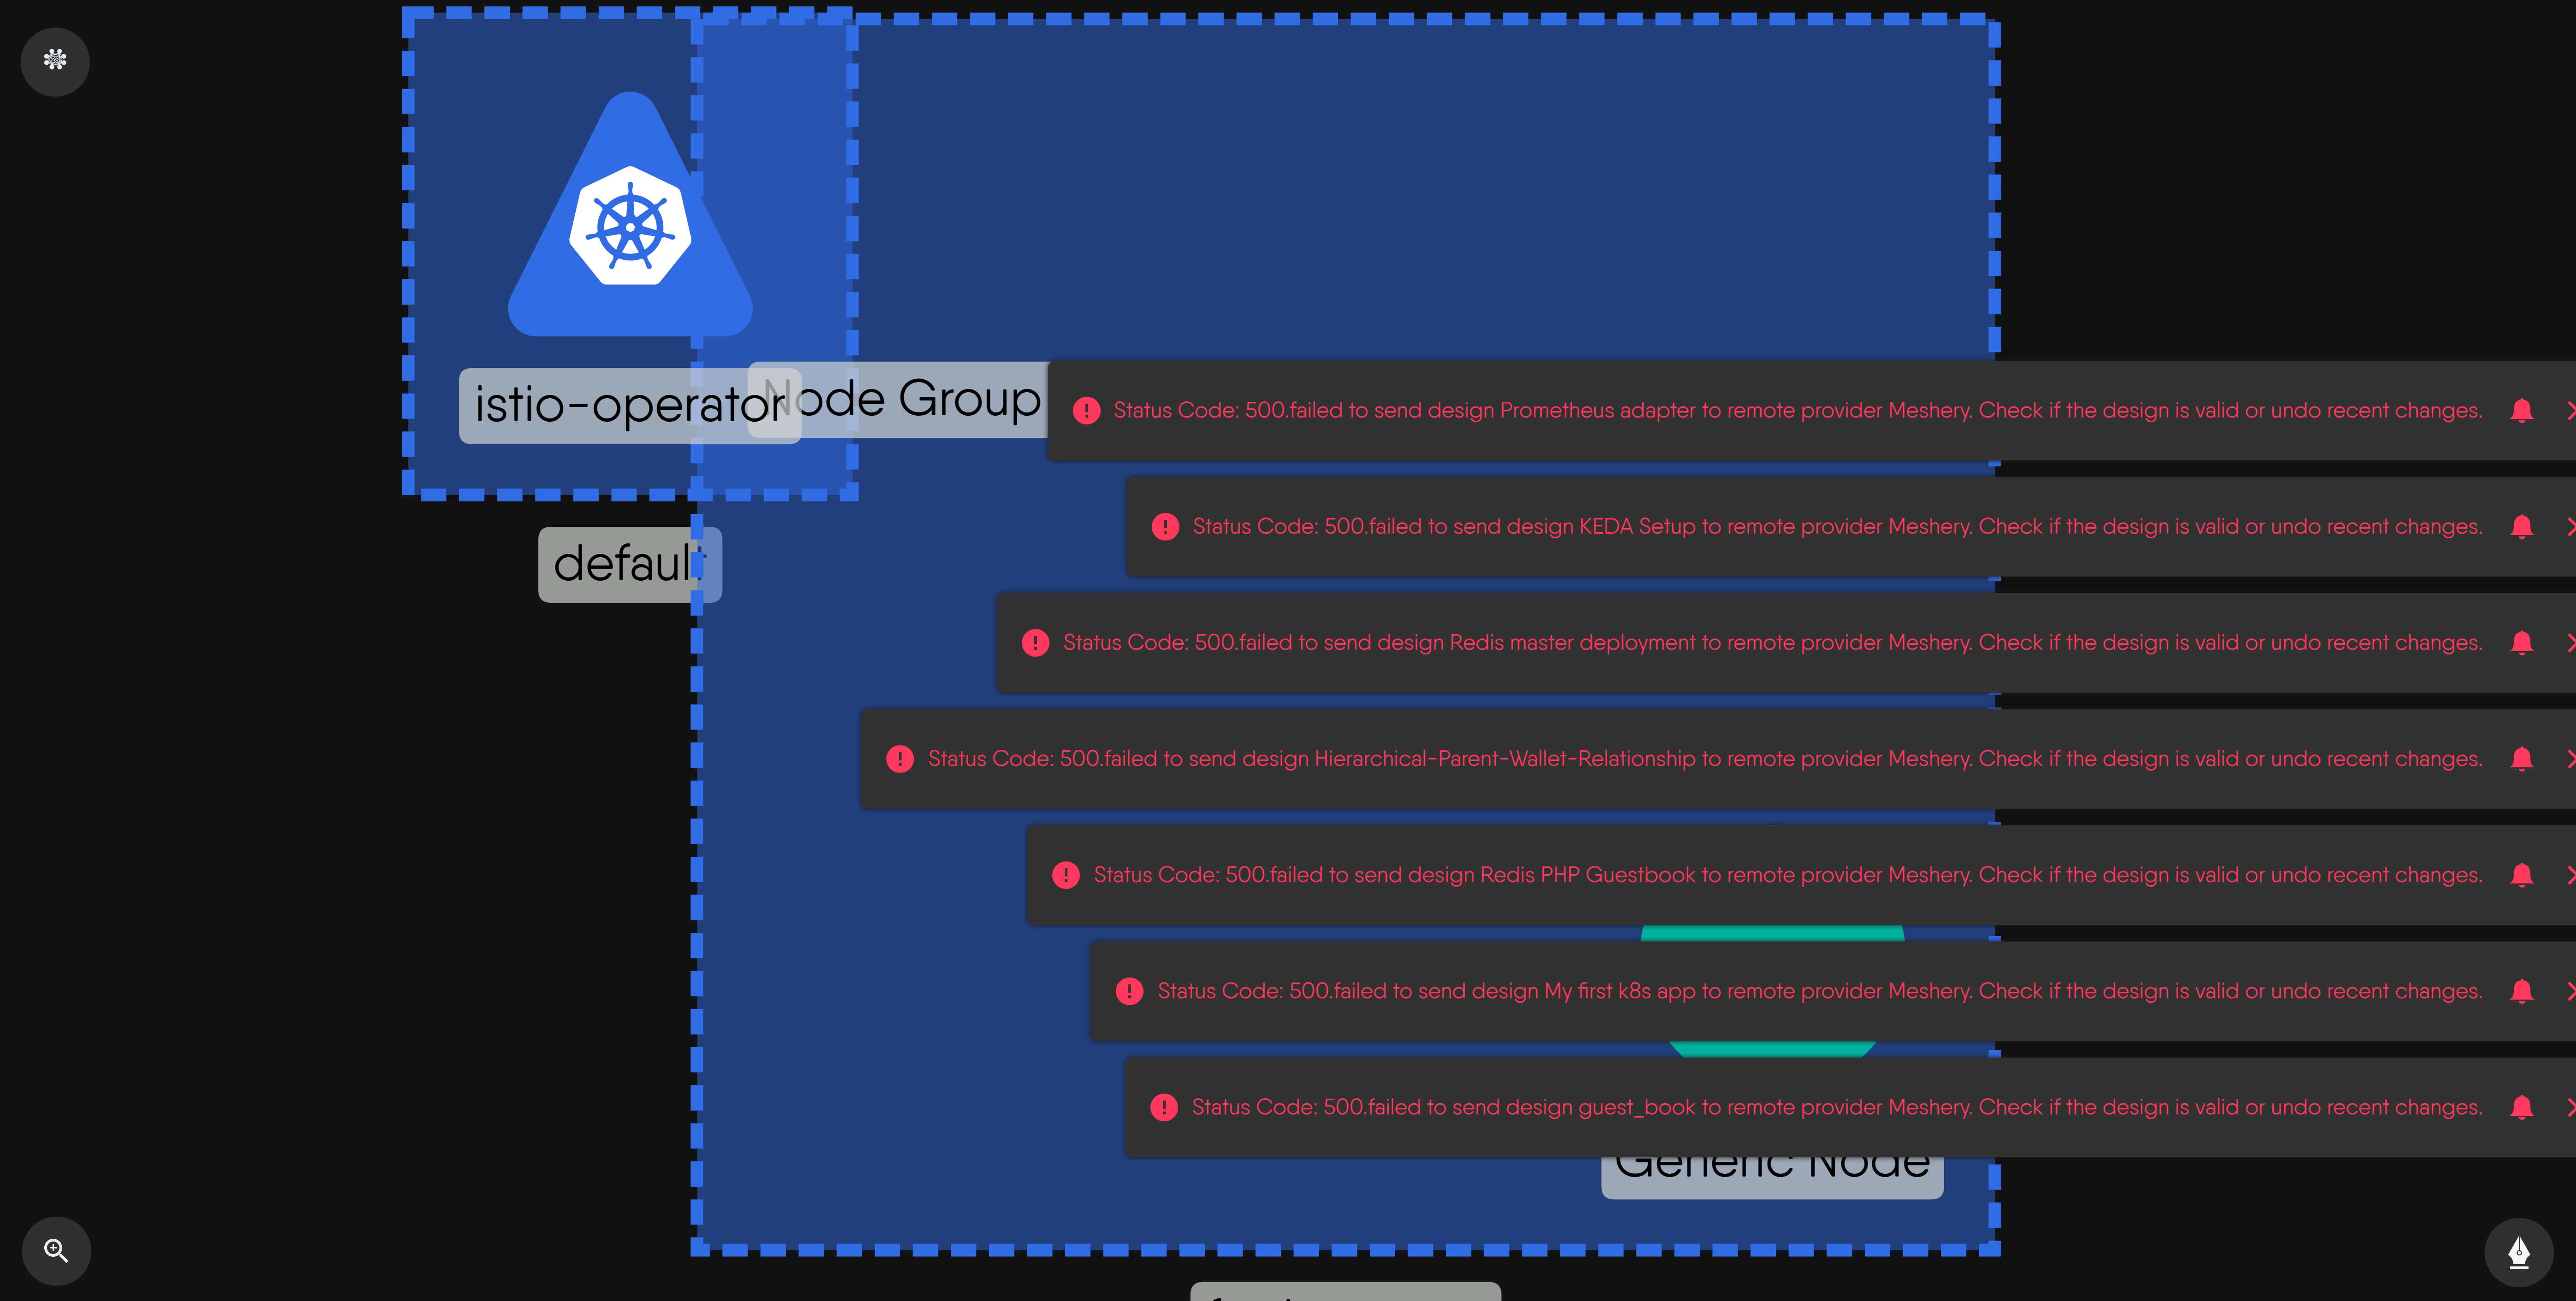 istio-operator
Node Group
default
Status Code: 500.failed to send design Prometheus adapter to remote provider Meshery. Check if the design is valid or undo recent changes.
Status Code: 500.failed to send design KEDA Setup to remote provider Meshery. Check if the design is valid or undo recent changes.
Status Code: 500.failed to send design Redis master deployment to remote provider Meshery. Check if the design is valid or undo recent changes.
Status Code: 500.failed to send design Hierarchical-Parent-Wallet-Relationship to remote provider Meshery. Check if the design is valid or undo recent changes.
Status Code: 500.failed to send design Redis PHP Guestbook to remote provider Meshery. Check if the design is valid or undo recent changes.
Status Code: 500.failed to send design My first k8s app to remote provider Meshery. Check if the design is valid or undo recent changes.
Status Code: 500.failed to send design guest_book to remote provider Meshery. Check if the design is valid or undo recent changes.
Generic Node